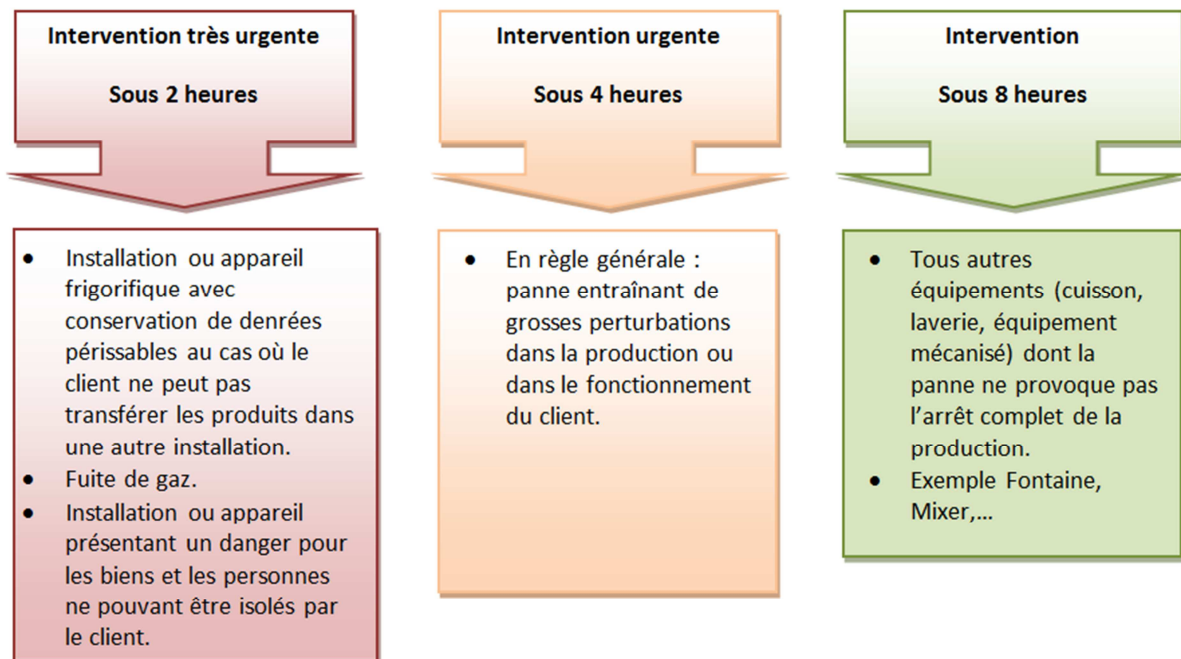 Intervention très urgente
Sous 2 heures
Intervention urgente
Sous 4 heures
Intervention
Sous 8 heures
• Installation ou appareil
frigorifique avec
conservation de denrées
périssables au cas où le
client ne peut pas
transférer les produits dans
une autre installation.
• Fuite de gaz.
• Installation ou appareil
présentant un danger pour
les biens et les personnes
ne pouvant être isolés par
le client.
• En règle générale :
panne entraînant de
grosses perturbations
dans la production ou
dans le fonctionnement
du client.
• Tous autres
équipements (cuisson,
laverie, équipement
mécanisé) dont la
panne ne provoque pas
l’arrêt complet de la
production.
• Exemple Fontaine,
Mixer,…